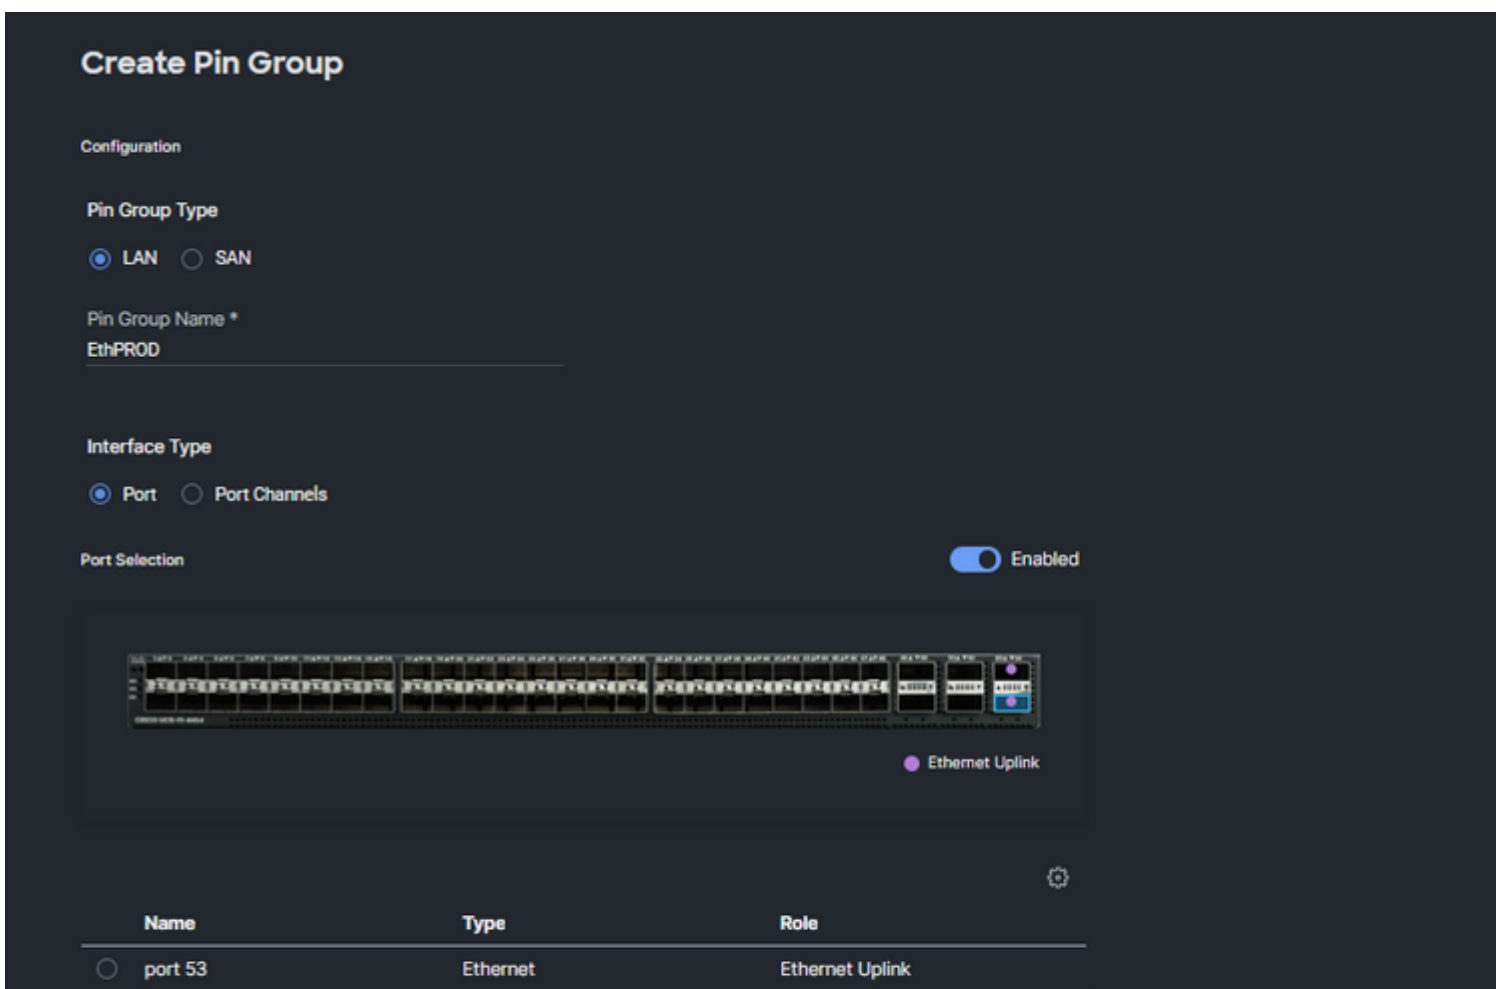 Create Pin Group
Configuration
Pin Group Type
LAN SAN
Pin Group Name *
EthPROD
Interface Type
Port Port Channels
Port Selection Enabled
Ethernet Uplink
Name Type Role
port 53 Ethernet Ethernet Uplink